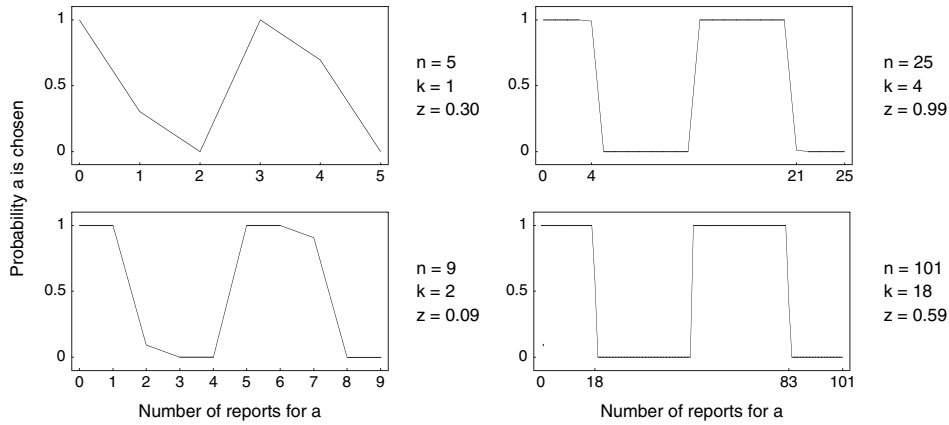 Probability a is chosen
1
0.5
0
0 1 2 3 4 5
n = 5
k = 1
z = 0.30
1
0.5
0
0 4 21 25
n = 25
k = 4
z = 0.99
1
0.5
0
0 1 2 3 4 5 6 7 8 9
Number of reports for a
n = 9
k = 2
z = 0.09
1
0.5
0
0 18 83 101
Number of reports for a
n = 101
k = 18
z = 0.59